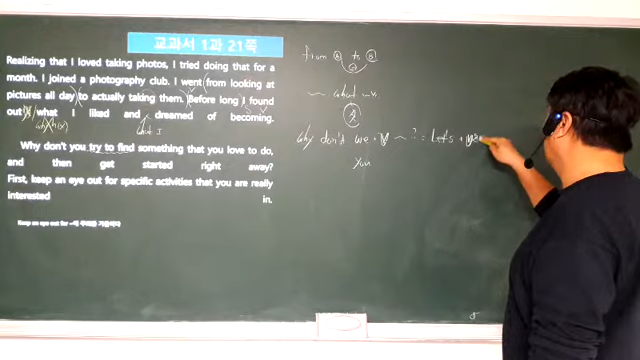 교과서 1과 21쪽
Realizing that I loved taking photos, I tried doing that for a
month. I joined a photography club. I went from looking at
pictures all day to actually taking them. Before long I found
out what I liked and dreamed of becoming.
Why don't you try to find something that you love to do,
and then get started right away?
First, keep an eye out for specific activities that you are really
interested in.
from ⓐ to ⓑ
~ about
why don't we + ~ ? = Let's +
You